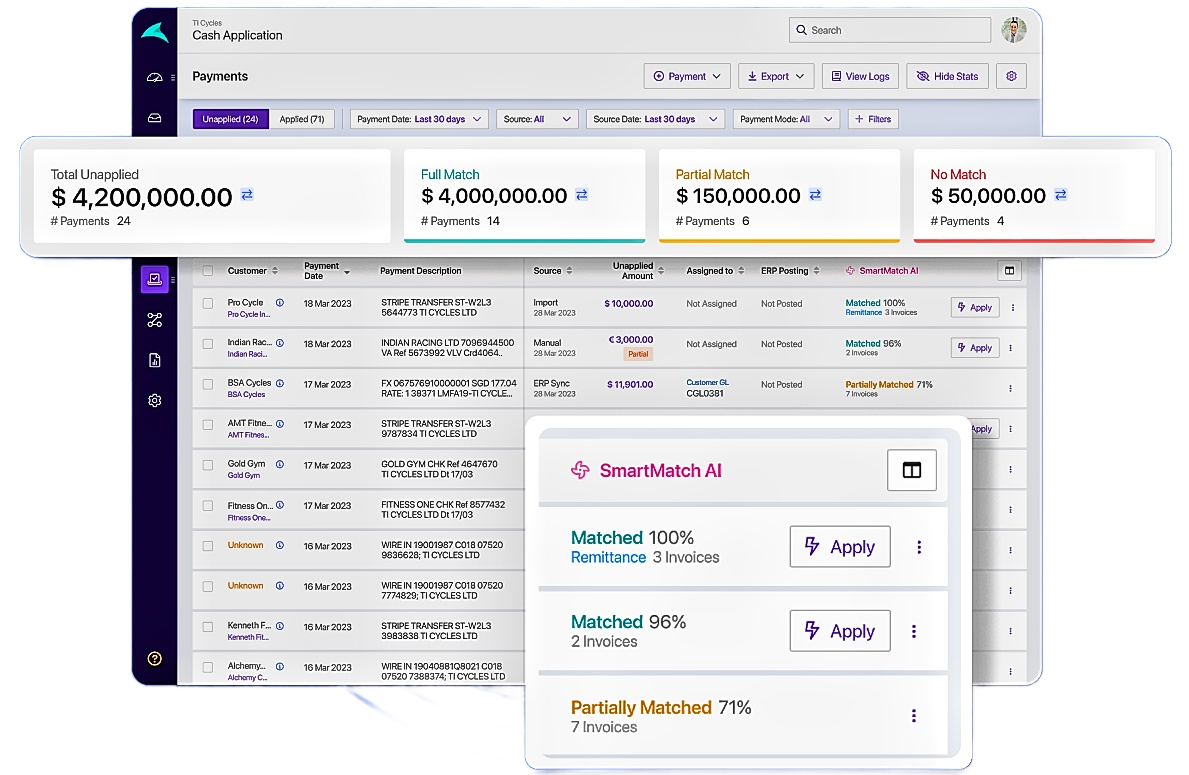 TI Cycles
Cash Application
Search
Payments
Payment
Export
View Logs
Hide Stats
Unapplied (24)
Applied (71)
Payment Date: Last 30 days
Source: All
Source Date: Last 30 days
Payment Mode: All
+ Filters
Total Unapplied
$ 4,200,000.00
# Payments 24
Full Match
$ 4,000,000.00
# Payments 14
Partial Match
$ 150,000.00
# Payments 6
No Match
$ 50,000.00
# Payments 4
Customer
Payment
Date
Payment Description
Source
Unapplied
Amount
Assigned to
ERP Posting
SmartMatch AI
Pro Cycle
Pro Cycle In...
18 Mar 2023
STRIPE TRANSFER ST-W2L3
5644773 TI CYCLES LTD
Import
28 Mar 2023
$ 10,000.00
Not Assigned
Not Posted
Matched 100%
Remittance 3 Invoices
Apply
Indian Rac...
Indian Raci...
18 Mar 2023
INDIAN RACING LTD 7096944500
VA Ref 5673992 VLV Crd4064..
Manual
28 Mar 2023
€ 3,000.00
Partial
Not Assigned
Not Posted
Matched 96%
2 Invoices
Apply
BSA Cycles
BSA Cycles
17 Mar 2023
FX 067576910000001 SGD 177.04
RATE: 1 38371 LMFA19-TI CYCLE...
ERP Sync
28 Mar 2023
$ 11,901.00
Customer GL
CGL0381
Not Posted
Partially Matched 71%
7 Invoices
AMT Fitne...
AMT Fitnes...
17 Mar 2023
STRIPE TRANSFER ST-W2L3
9787834 TI CYCLES LTD
Apply
Gold Gym
Gold Gym
17 Mar 2023
GOLD GYM CHK Ref 4647670
TI CYCLES LTD Dt 17/03
Fitness On...
Fitness One...
17 Mar 2023
FITNESS ONE CHK Ref 8577432
TI CYCLES LTD Dt 17/03
Unknown
16 Mar 2023
WIRE IN 19001987 C018 07520
9836628; TI CYCLES LTD
Unknown
16 Mar 2023
WIRE IN 19001987 C018 07520
7774829; TI CYCLES LTD
Kenneth F...
Kenneth Fit...
16 Mar 2023
STRIPE TRANSFER ST-W2L3
3983838 TI CYCLES LTD
Alchemy...
Alchemy C...
16 Mar 2023
WIRE IN 19040881Q8021 C018
07520 7388374; TI CYCLES LTD
SmartMatch AI
Matched 100%
Remittance 3 Invoices
Apply
Matched 96%
2 Invoices
Apply
Partially Matched 71%
7 Invoices